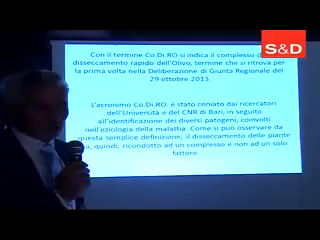 S&D
Con il termine Co.Di.RO si indica il complesso d
disseccamento rapido dell'Olivo, termine che si ritrova per
la prima volta nella Deliberazione di Giunta Regionale del
29 ottobre 2013.
L'acronimo Co.Di.RO. è stato coniato dai ricercatori
dell'Università e del CNR di Bari, in seguito
all'identificazione dei diversi patogeni, coinvolti
nell'eziologia della malattia. Come si può osservare da
questa semplice definizione, il disseccamento delle piante
quindi, ricondotto ad un complesso e non ad un solo
fattore.